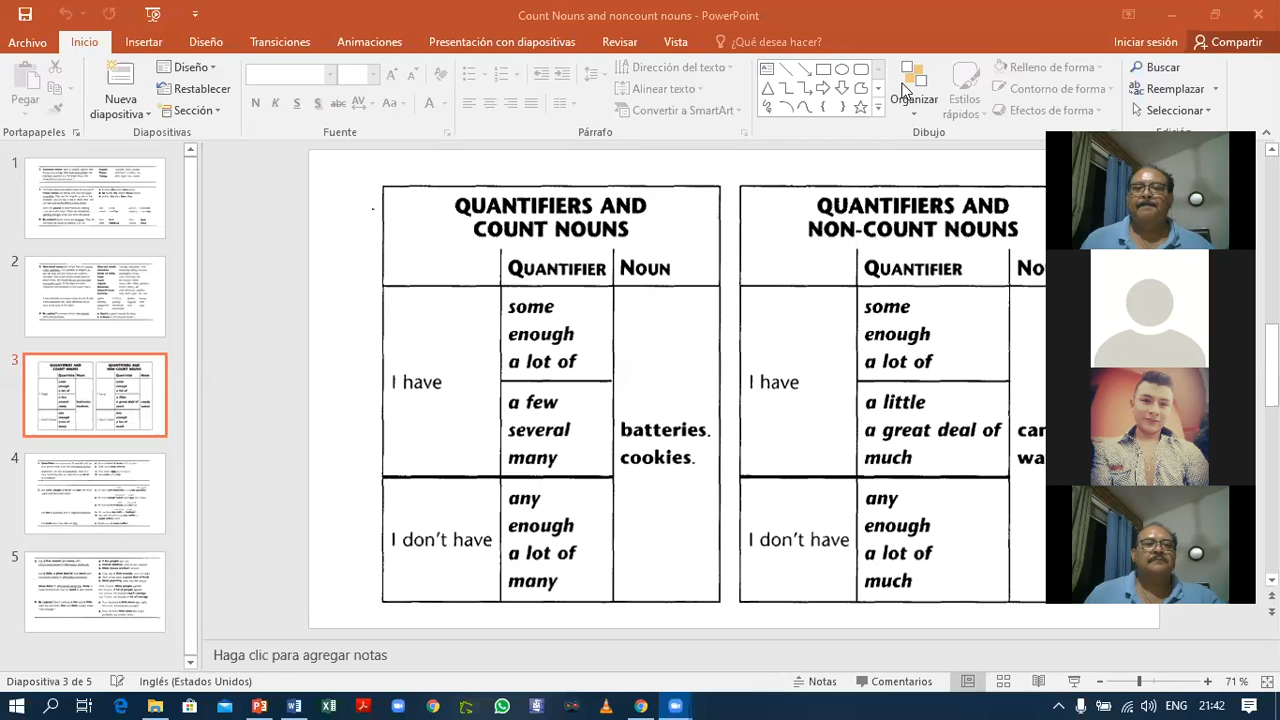 Count Nouns and noncount nouns - PowerPoint
Archivo
Inicio
Insertar
Diseño
Transiciones
Animaciones
Presentación con diapositivas
Revisar
Vista
¿Qué desea hacer?
Iniciar sesión
Compartir
Pegar
Nueva
diapositiva
Diseño
Restablecer
Sección
N K S
Dirección del texto
Alinear texto
Convertir a SmartArt
Organizar
Estilos
rápidos
Relleno de forma
Contorno de forma
Efectos de forma
Buscar
Reemplazar
Seleccionar
Portapapeles
Diapositivas
Fuente
Párrafo
Dibujo
1
2
3
4
5
QUANTIFIERS AND
COUNT NOUNS
QUANTIFIER
NOUN
I have
some
enough
a lot of
a few
several
many
batteries.
cookies.
I don't have
any
enough
a lot of
many
QUANTIFIERS AND
NON-COUNT NOUNS
QUANTIFIER
I have
some
enough
a lot of
a little
a great deal of
much
I don't have
any
enough
a lot of
much
Haga clic para agregar notas
Diapositiva 3 de 5
Inglés (Estados Unidos)
Notas
Comentarios
71 %
ENG
21:42